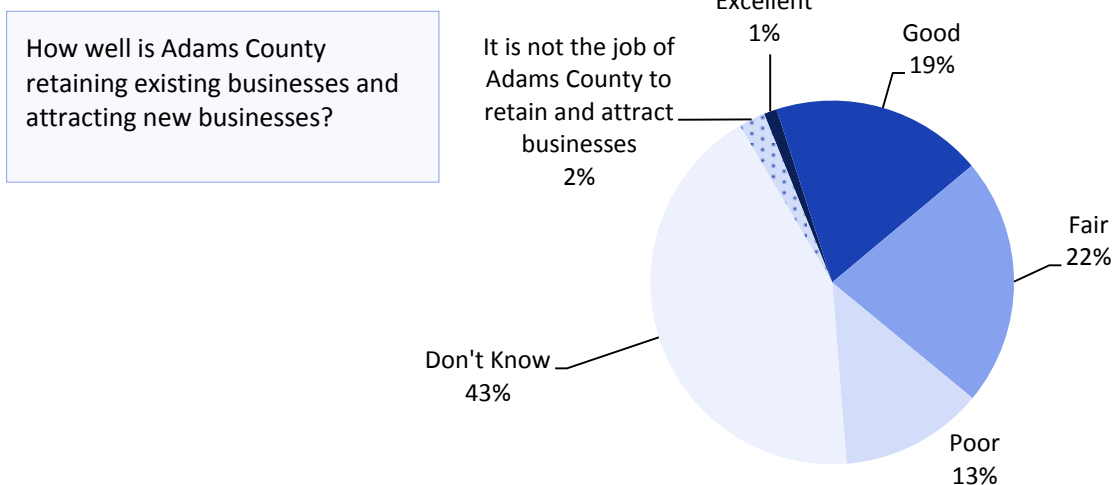 How well is Adams County
retaining existing businesses and
attracting new businesses?
Excellent
1%
Good
19%
It is not the job of
Adams County to
retain and attract
businesses
2%
Fair
22%
Don't Know
43%
Poor
13%